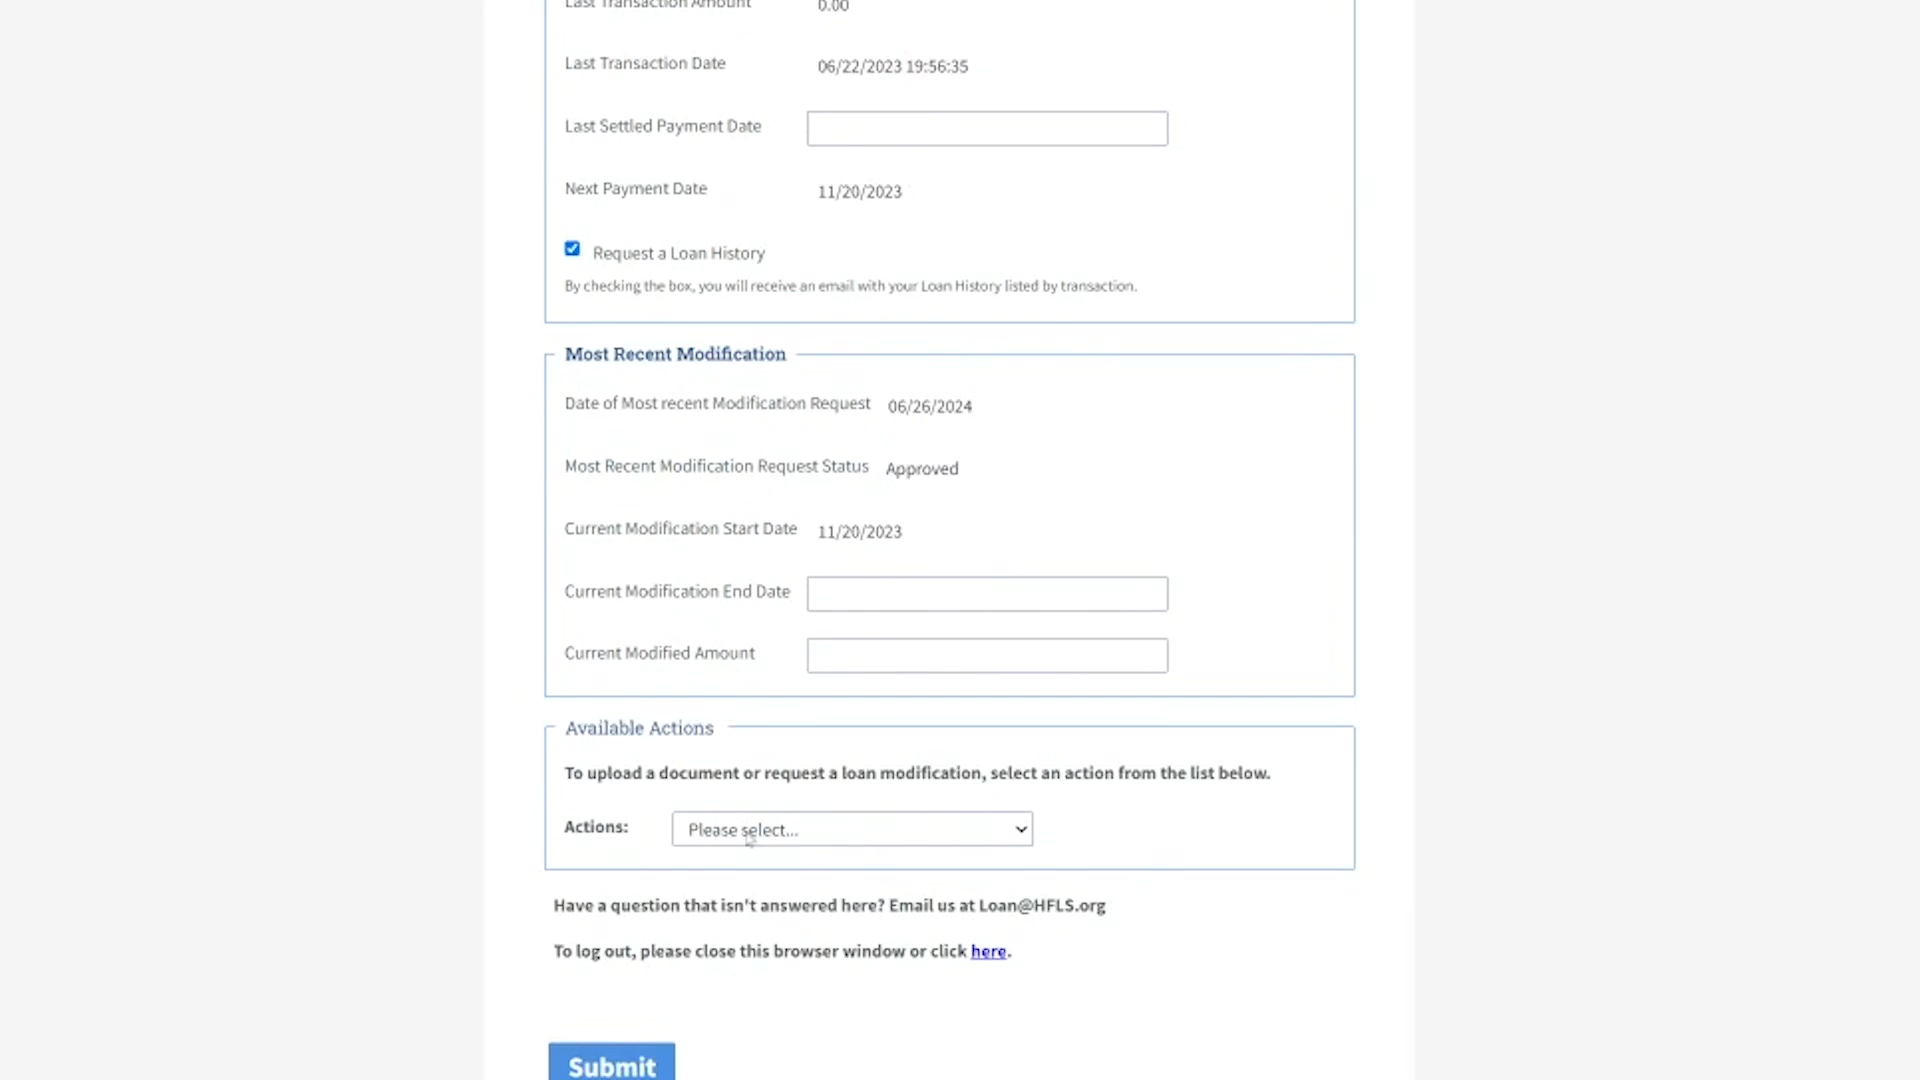 Last Transaction Amount 0.00
Last Transaction Date 06/22/2023 19:56:35
Last Settled Payment Date
Next Payment Date 11/20/2023
Request a Loan History
By checking the box, you will receive an email with your Loan History listed by transaction.
Most Recent Modification
Date of Most recent Modification Request 06/26/2024
Most Recent Modification Request Status Approved
Current Modification Start Date 11/20/2023
Current Modification End Date
Current Modified Amount
Available Actions
To upload a document or request a loan modification, select an action from the list below.
Actions: Please select...
Have a question that isn't answered here? Email us at Loan@HFLS.org
To log out, please close this browser window or click here.
Submit